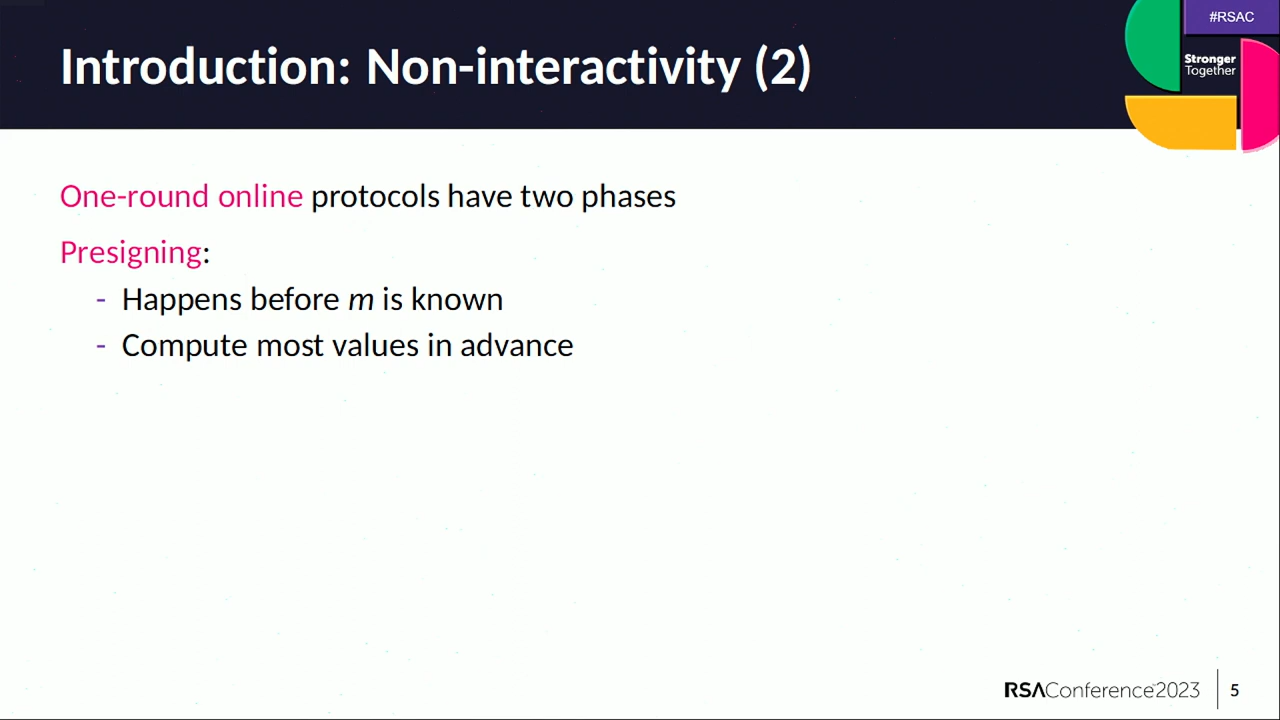 Introduction: Non-interactivity (2)
#RSAC
Stronger
Together
One-round online protocols have two phases
Presigning:
- Happens before m is known
- Compute most values in advance
RSAConference™2023
5